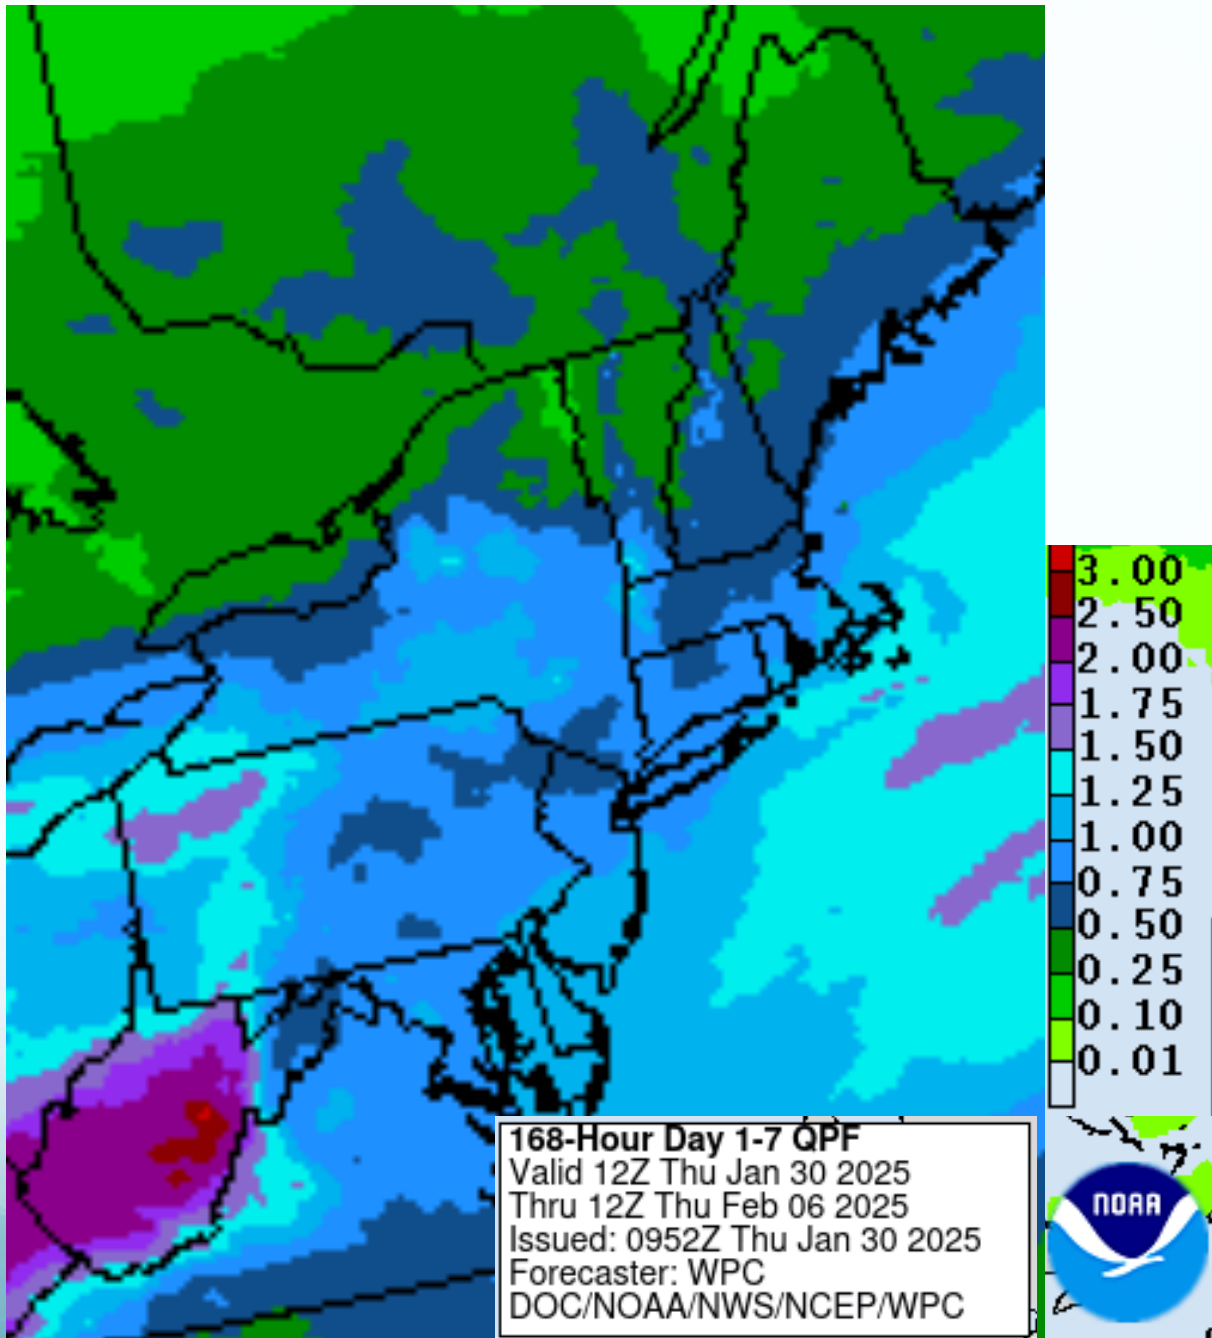 3.00
2.50
2.00
1.75
1.50
1.25
1.00
0.75
0.50
0.25
0.10
0.01
168-Hour Day 1-7 QPF
Valid 12Z Thu Jan 30 2025
Thru 12Z Thu Feb 06 2025
Issued: 0952Z Thu Jan 30 2025
Forecaster: WPC
DOC/NOAA/NWS/NCEP/WPC
NOAA